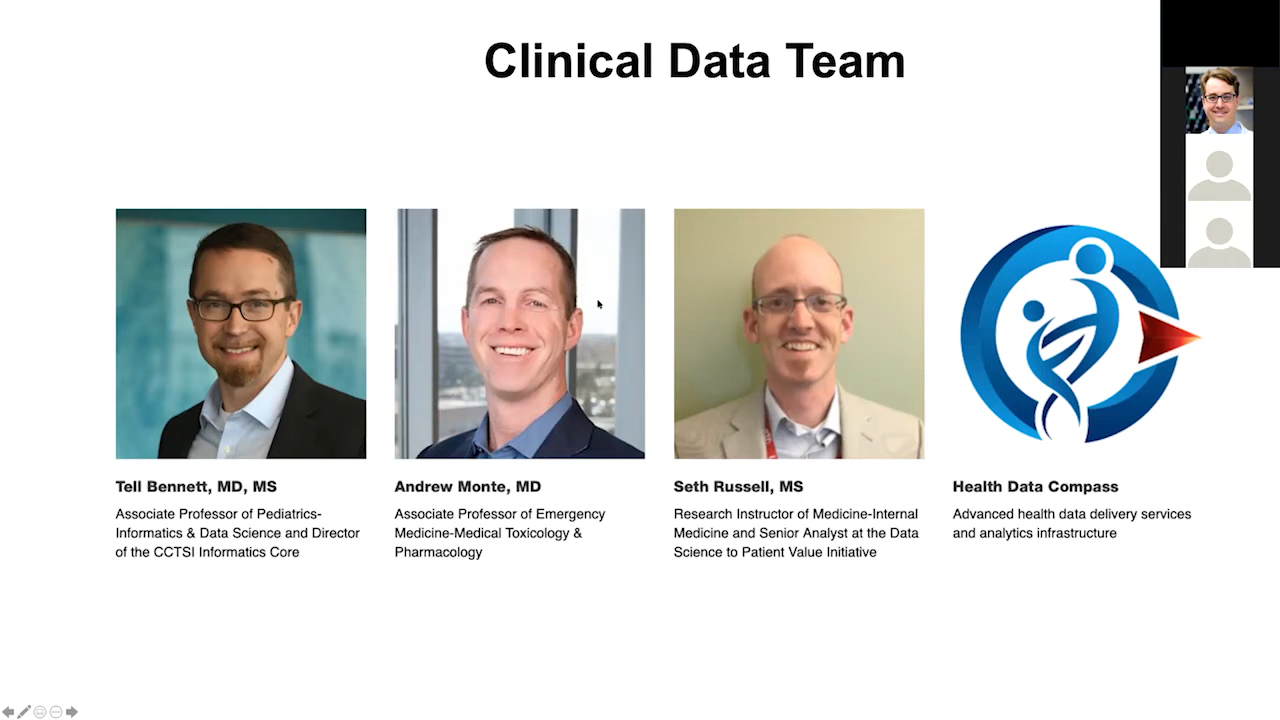 Clinical Data Team
Tell Bennett, MD, MS
Associate Professor of Pediatrics-
Informatics & Data Science and Director
of the CCTSI Informatics Core
Andrew Monte, MD
Associate Professor of Emergency
Medicine-Medical Toxicology &
Pharmacology
Seth Russell, MS
Research Instructor of Medicine-Internal
Medicine and Senior Analyst at the Data
Science to Patient Value Initiative
Health Data Compass
Advanced health data delivery services
and analytics infrastructure